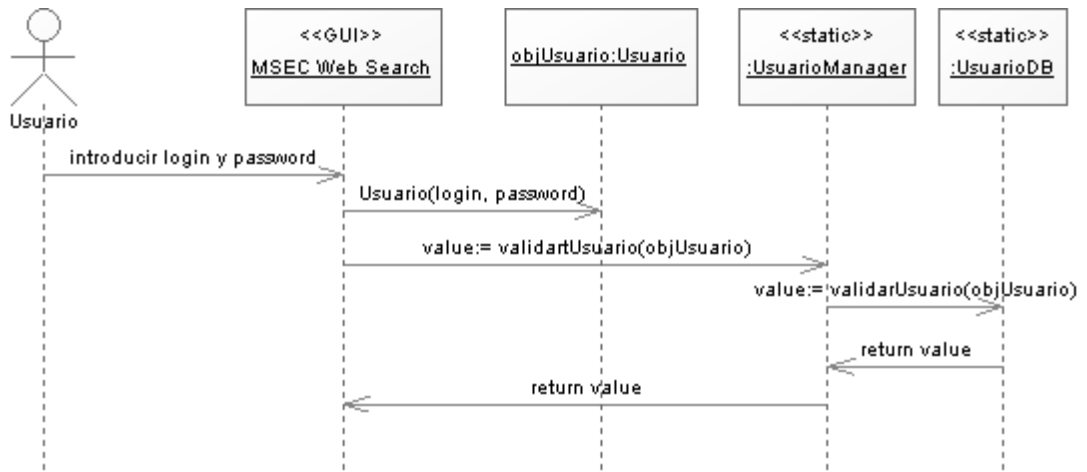 <<GUI>>
MSEC Web Search
objUsuario:Usuario
<<static>>
:UsuarioManager
<<static>>
:UsuarioDB
Usuario
introducir login y password
Usuario(login, password)
value:= validartUsuario(objUsuario)
value:= validarUsuario(objUsuario)
return value
return value